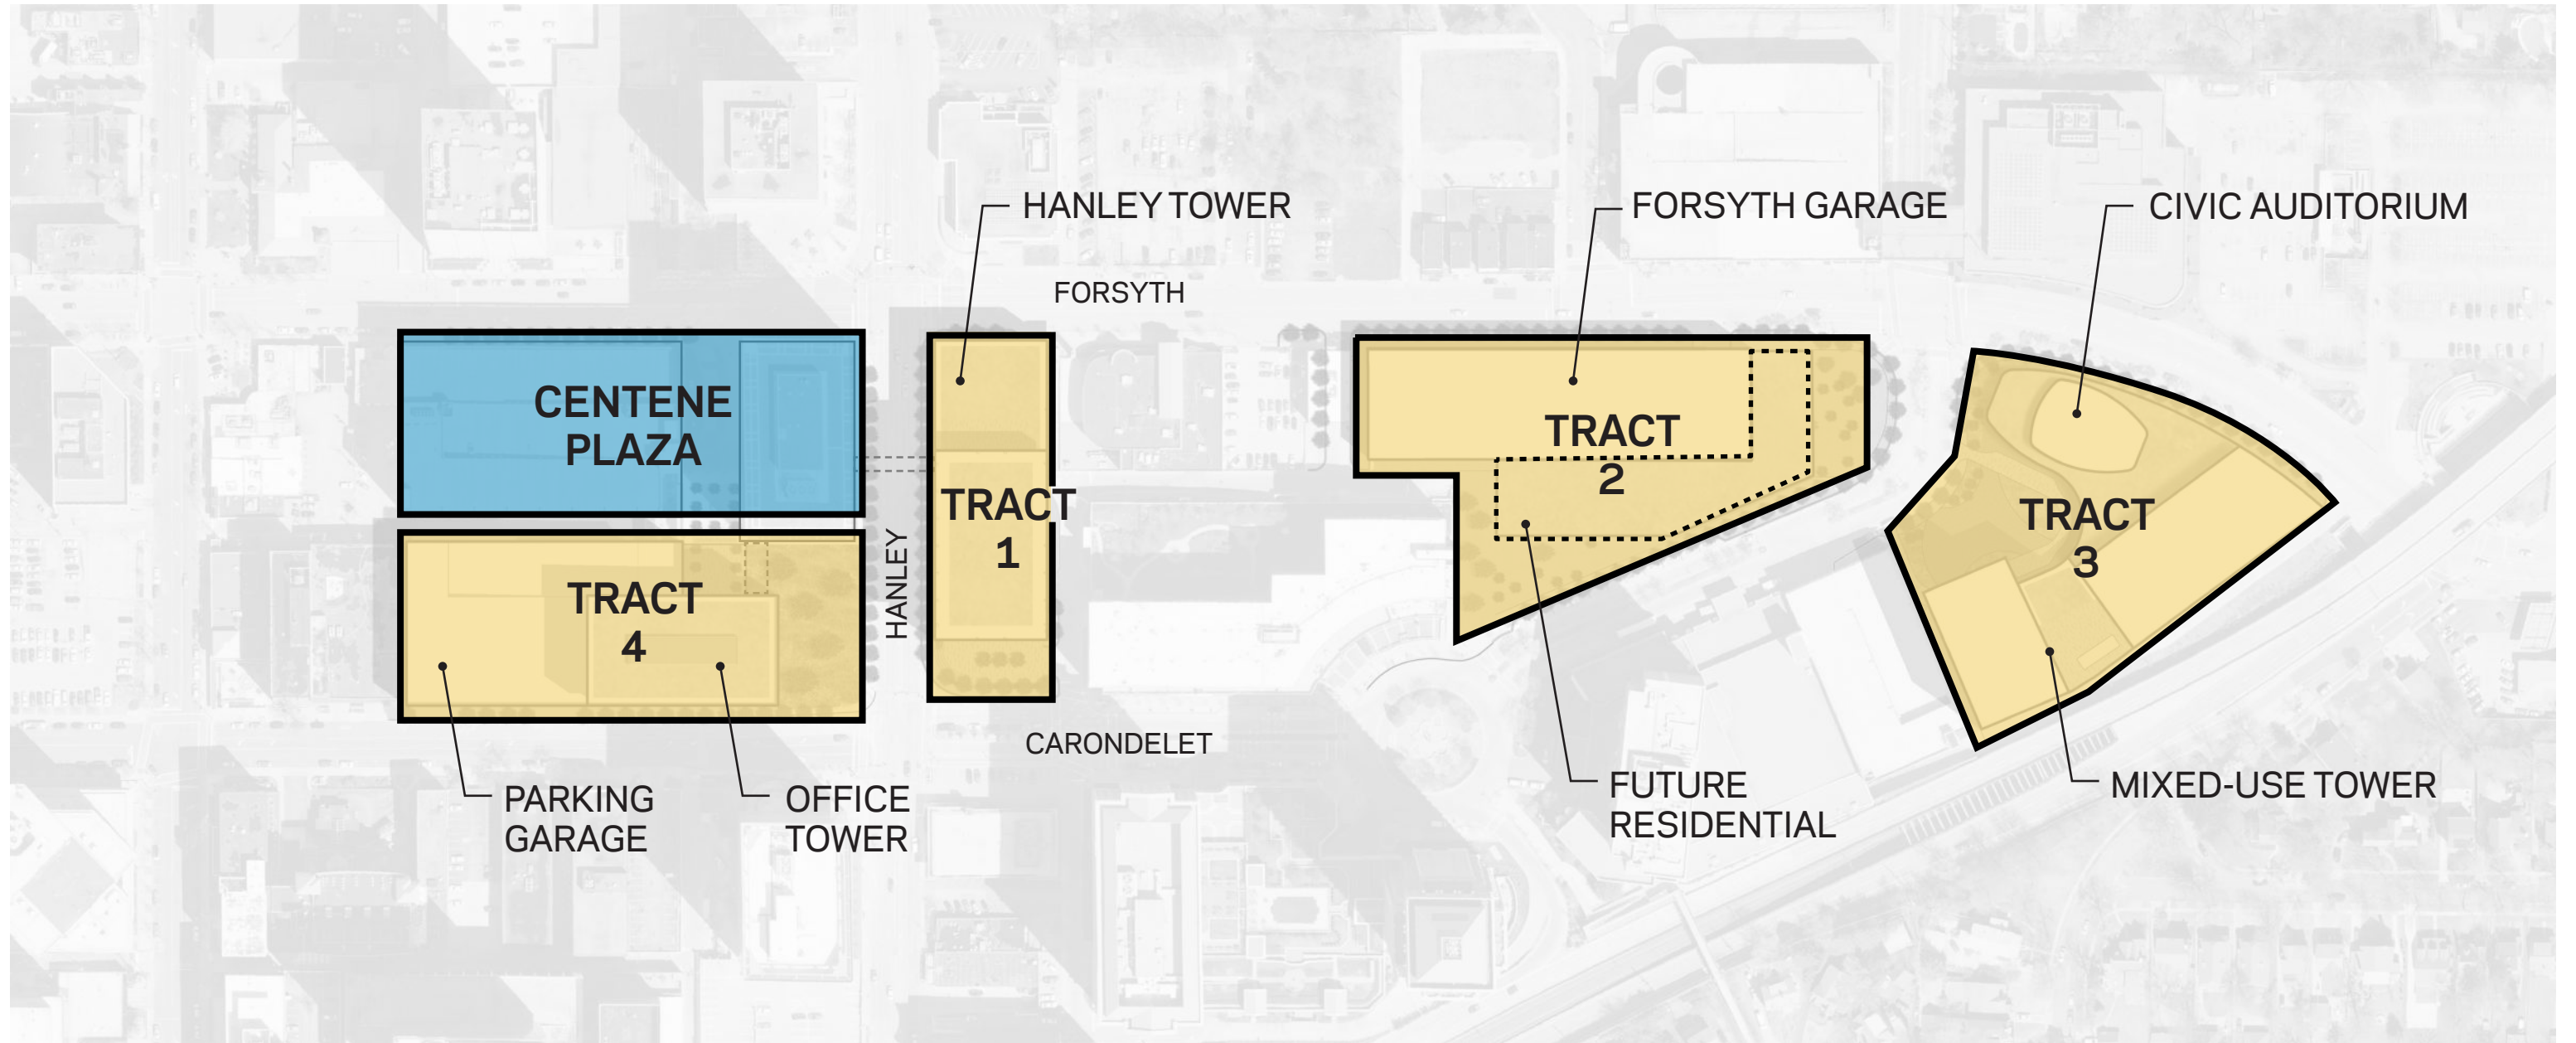 HANLEY TOWER
FORSYTH GARAGE
CIVIC AUDITORIUM
FORSYTH
CENTENE
PLAZA
TRACT
1
TRACT
2
TRACT
3
TRACT
4
HANLEY
CARONDELET
PARKING
GARAGE
OFFICE
TOWER
FUTURE
RESIDENTIAL
MIXED-USE TOWER